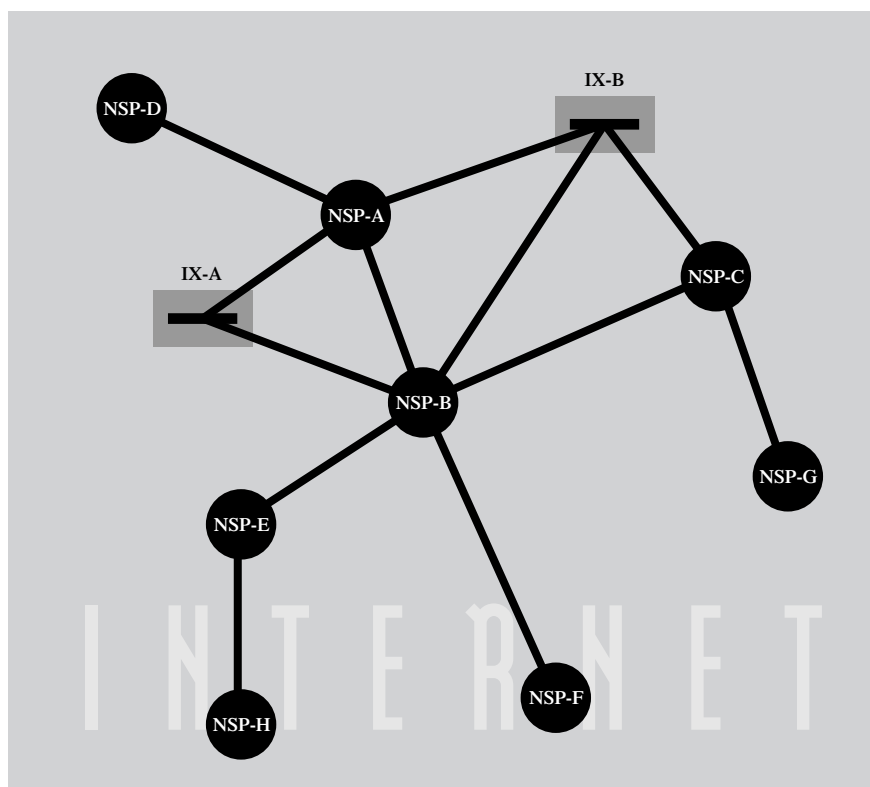 IX-B
NSP-D
NSP-A
IX-A
NSP-C
NSP-B
NSP-G
NSP-E
INTERNET
NSP-F
NSP-H